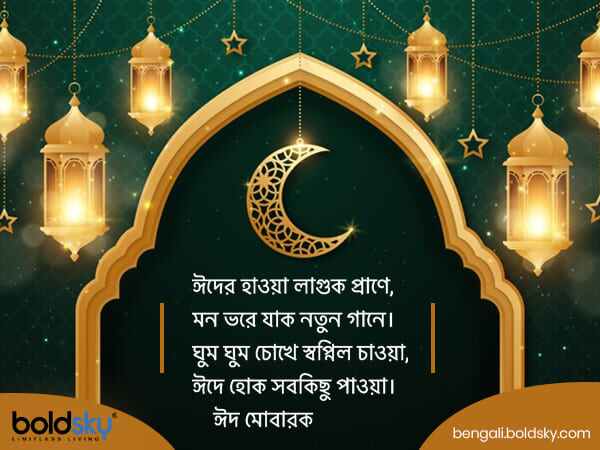 ঈদের হাওয়া লাগুক প্রাণে,
মন ভরে যাক নতুন গানে।
ঘুম ঘুম চোখে স্বপ্নিল চাওয়া,
ঈদে হোক সবকিছু পাওয়া।
ঈদ মোবারক
boldsky
LIMITLESS LIVING
bengali.boldsky.com